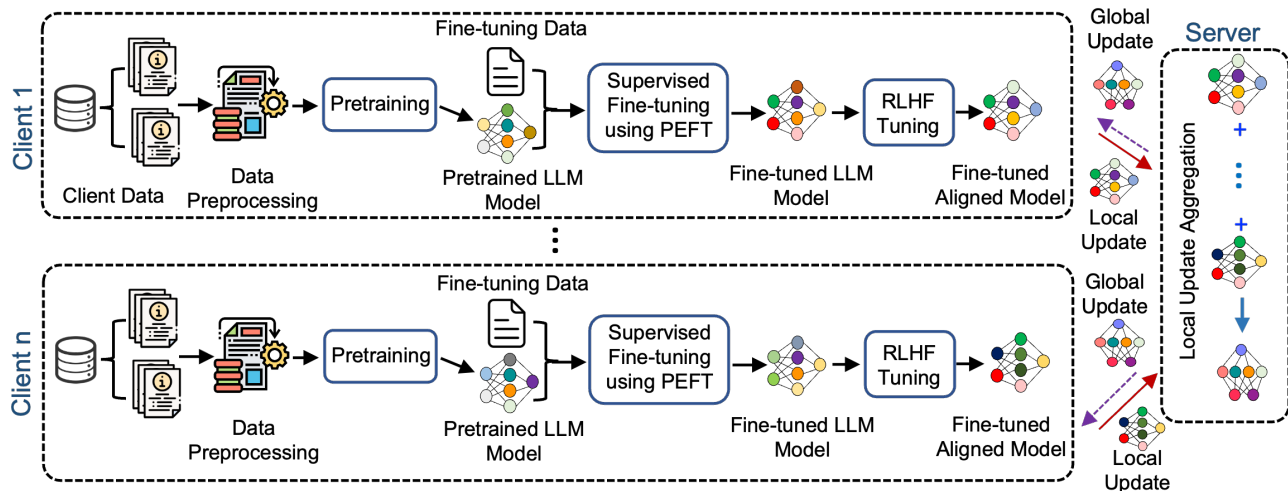 Client 1
Fine-tuning Data
Client Data
Data
Preprocessing
Pretraining
Pretrained LLM
Model
Supervised
Fine-tuning
using PEFT
Fine-tuned LLM
Model
RLHF
Tuning
Fine-tuned
Aligned Model
Global
Update
Local
Update
Server
Local Update Aggregation
+
+
Client n
Fine-tuning Data
Data
Preprocessing
Pretraining
Pretrained LLM
Model
Supervised
Fine-tuning
using PEFT
Fine-tuned LLM
Model
RLHF
Tuning
Fine-tuned
Aligned Model
Global
Update
Local
Update